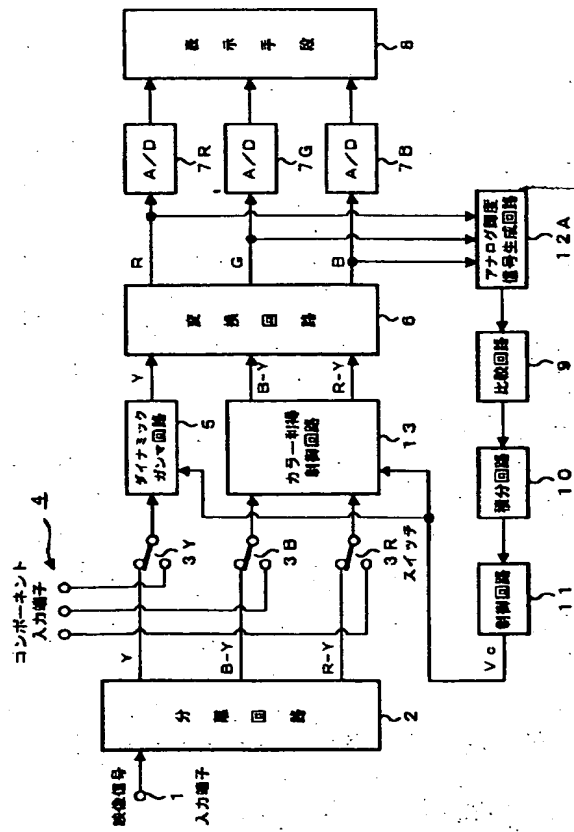 コンポーネント
入力端子
4
映像信号
1
入力端子
分離回路
2
Y
B-Y
R-Y
3Y
3B
3R
スイッチ
ダイナミック
ガンマ回路
5
カラー利得
制御回路
13
Y
B-Y
R-Y
変換回路
6
R
G
B
A/D
7R
A/D
7G
A/D
7B
表示手段
8
アナログ輝度
信号生成回路
12A
比較回路
9
積分回路
10
制御回路
11
Vc